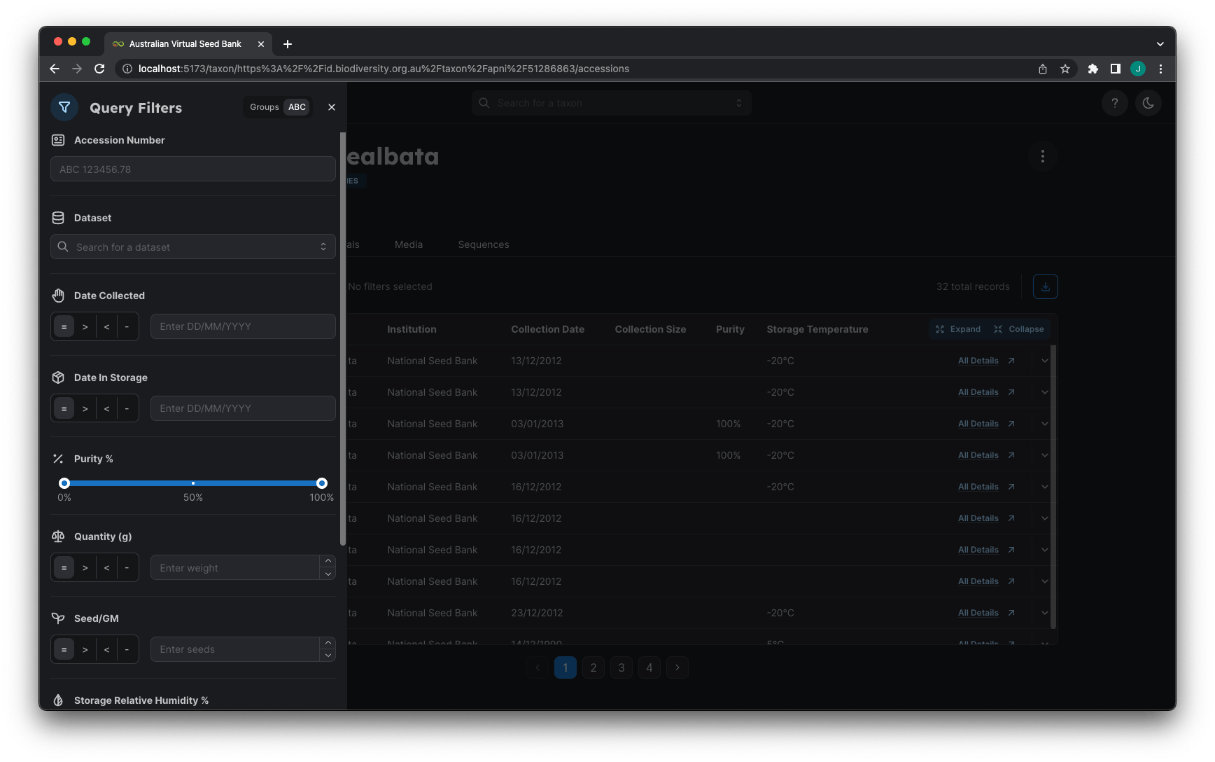 Australian Virtual Seed Bank
localhost:5173/taxon/https%3A%2F%2Fid.biodiversity.org.au%2Ftaxon%2Fapni%2F51286863/accessions
J
Query Filters
Groups ABC
Search for a taxon
?
Accession Number
ABC 123456.78
Dataset
Search for a dataset
Date Collected
= > < -
Enter DD/MM/YYYY
Date In Storage
= > < -
Enter DD/MM/YYYY
Purity %
0% 50% 100%
Quantity (g)
= > < -
Enter weight
Seed/GM
= > < -
Enter seeds
Storage Relative Humidity %
ealbata
IES
als Media Sequences
No filters selected
32 total records
Institution Collection Date Collection Size Purity Storage Temperature Expand Collapse
ta National Seed Bank 13/12/2012 -20°C All Details
ta National Seed Bank 13/12/2012 -20°C All Details
ta National Seed Bank 03/01/2013 100% -20°C All Details
ta National Seed Bank 03/01/2013 100% -20°C All Details
ta National Seed Bank 16/12/2012 -20°C All Details
ta National Seed Bank 16/12/2012 All Details
ta National Seed Bank 16/12/2012 All Details
ta National Seed Bank 16/12/2012 All Details
ta National Seed Bank 23/12/2012 -20°C All Details
ta National Seed Bank 5°C All Details
1 2 3 4